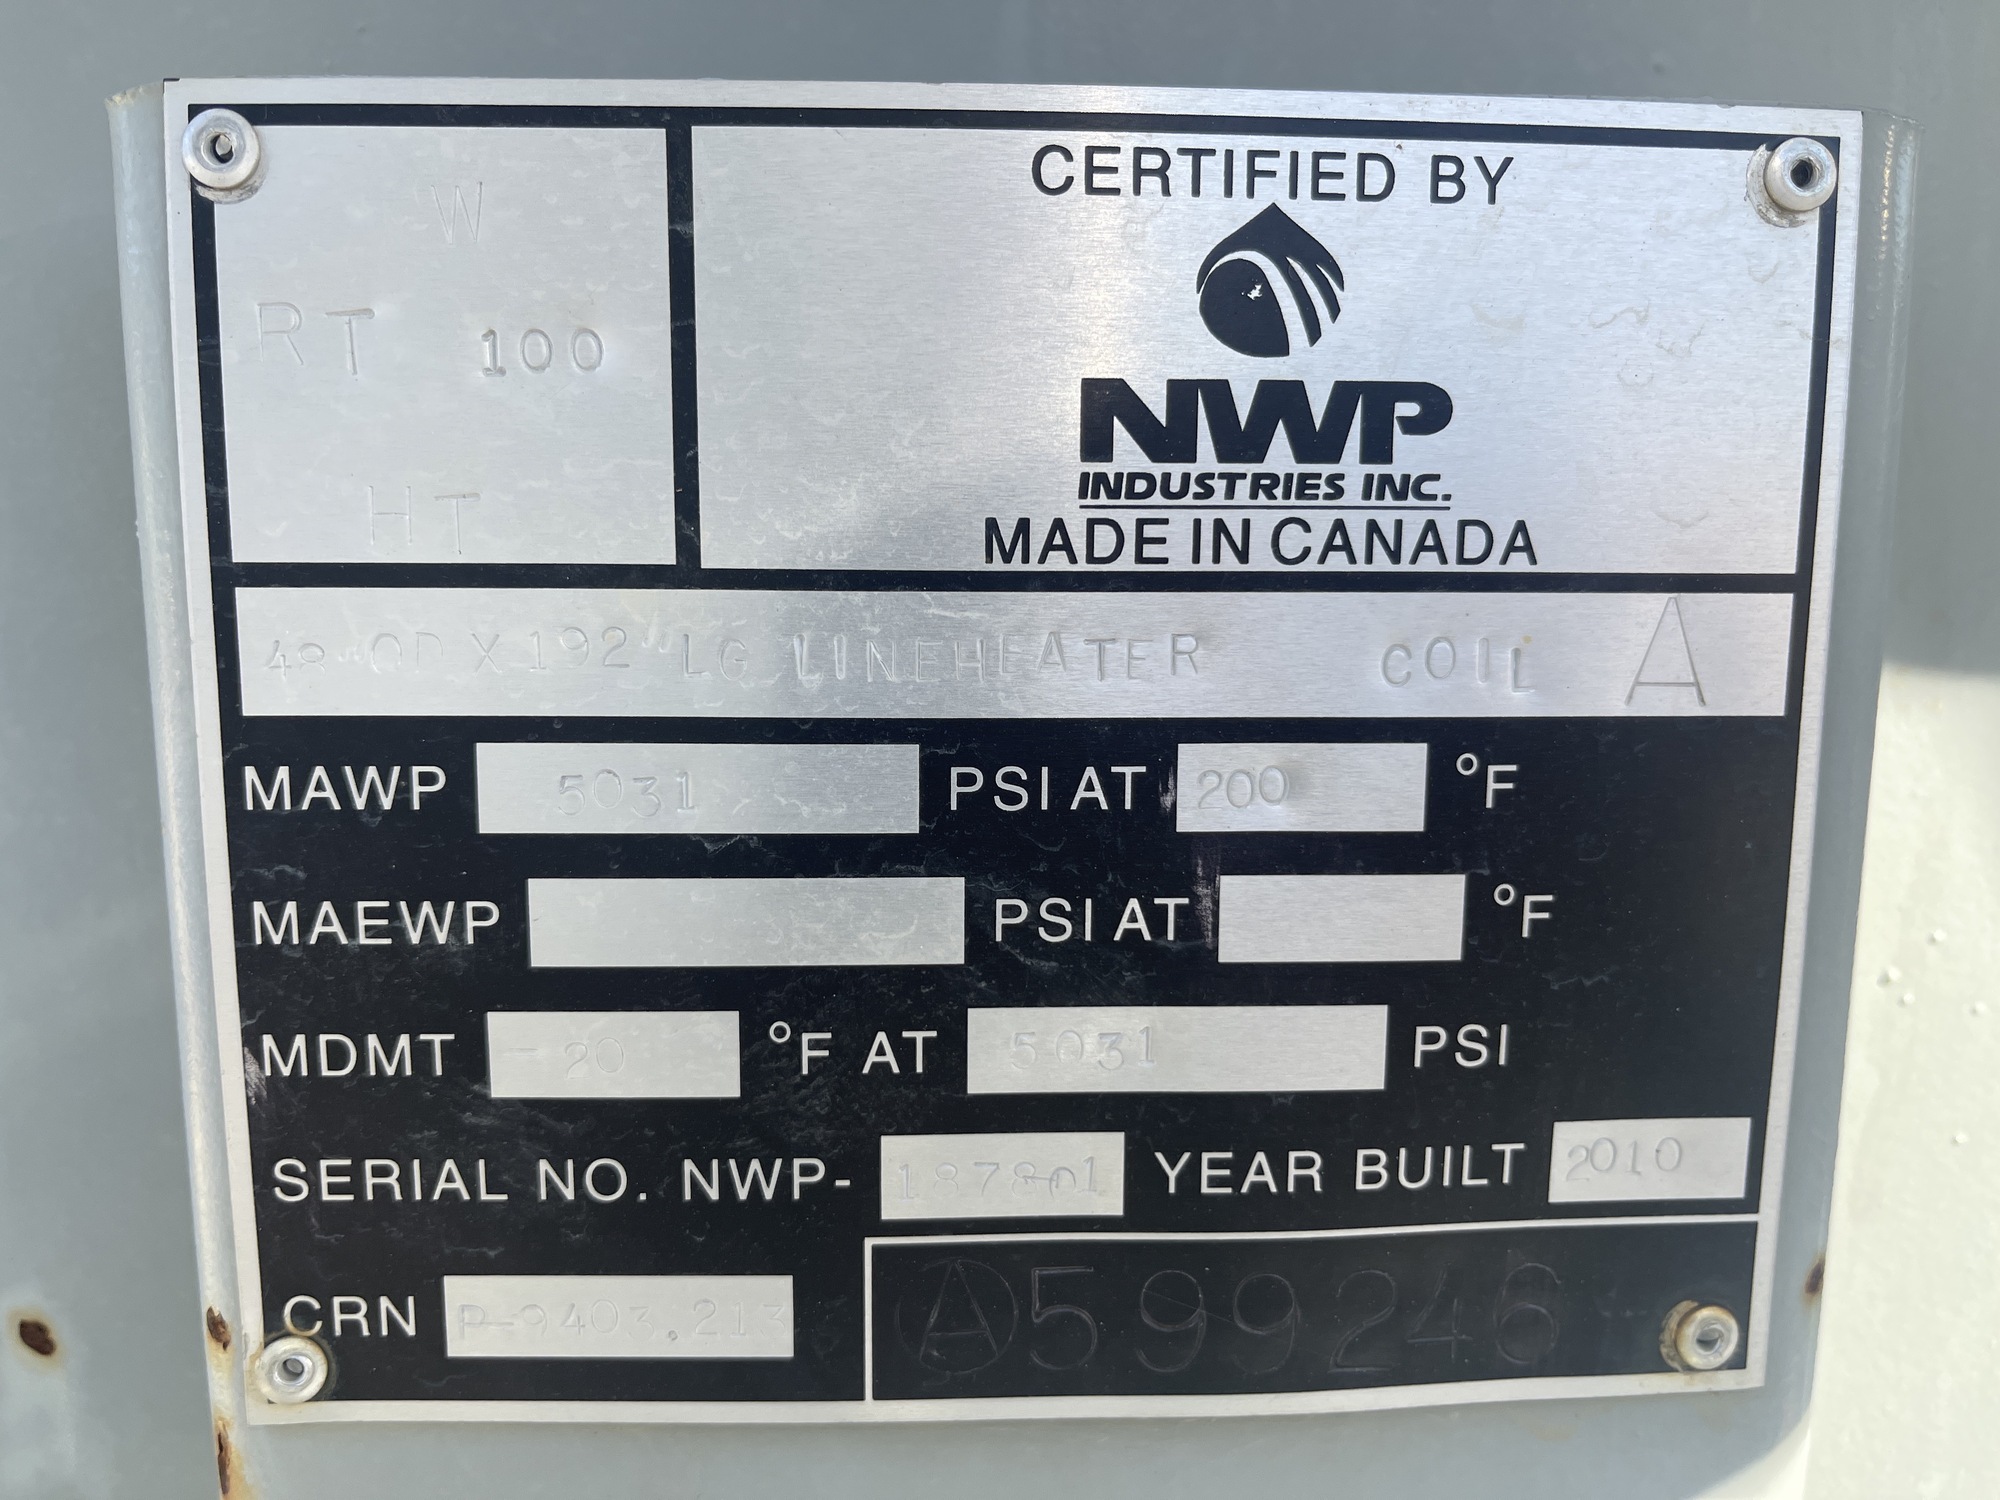 W
RT 100
HT
CERTIFIED BY
NWP
INDUSTRIES INC.
MADE IN CANADA
48" OD X 192" LG LINEHEATER COIL A
MAWP 5031 PSI AT 200 °F
MAEWP PSI AT °F
MDMT -20 °F AT 5031 PSI
SERIAL NO. NWP- YEAR BUILT 2010
CRN P-9403.213
A599246